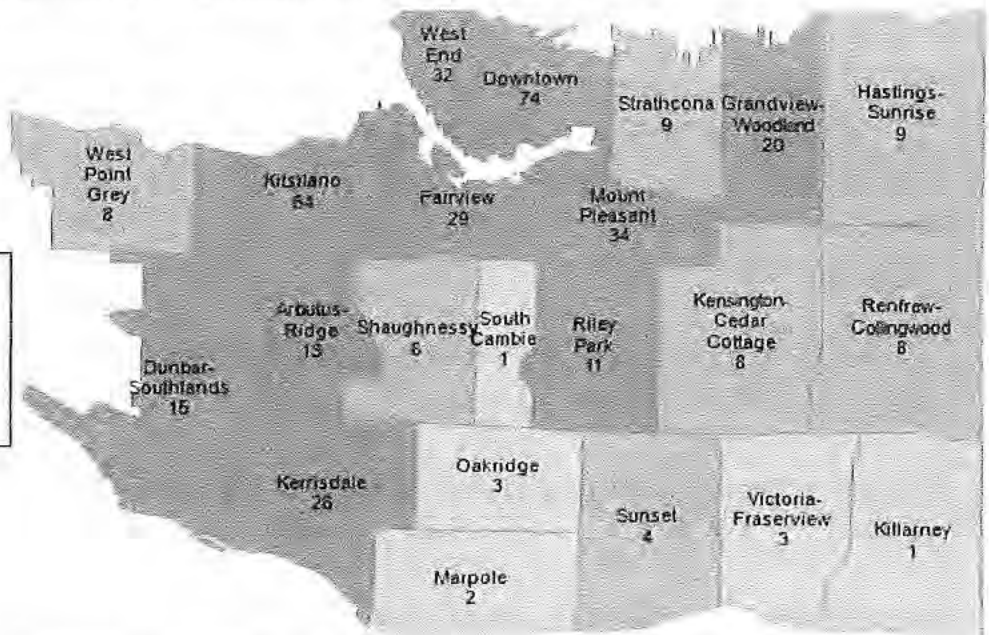 West
End
32
Downtown
74
Strathcona
9
Grandview-
Woodland
20
Hastings-
Sunrise
9
West
Point
Grey
8
Kitsilano
64
Fairview
29
Mount
Pleasant
34
Arbutus-
Ridge
13
Shaughnessy
6
South
Cambie
1
Riley
Park
11
Kensington-
Cedar
Cottage
8
Renfrew-
Collingwood
8
Dunbar-
Southlands
15
Kerrisdale
26
Oakridge
3
Sunset
4
Victoria-
Fraserview
3
Killarney
1
Marpole
2